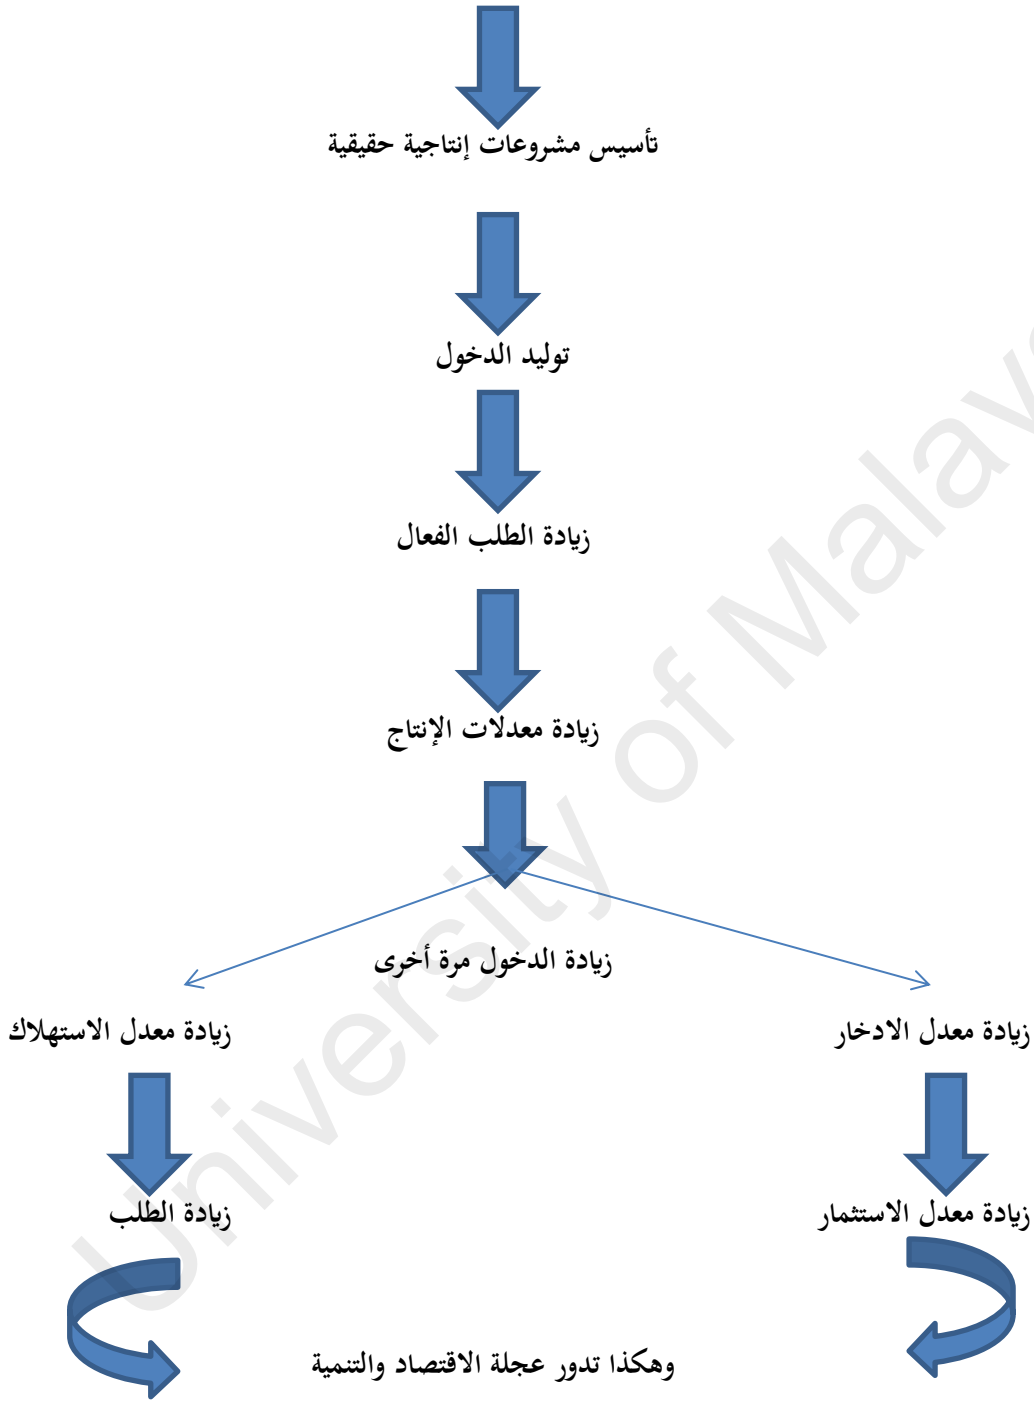 تأسيس مشروعات إنتاجية حقيقية
توليد الدخول
زيادة الطلب الفعال
زيادة معدلات الإنتاج
زيادة الدخول مرة أخرى
زيادة معدل الادخار
زيادة معدل الاستهلاك
زيادة معدل الاستثمار
زيادة الطلب
وهكذا تدور عجلة الاقتصاد والتنمية
University of Malaya